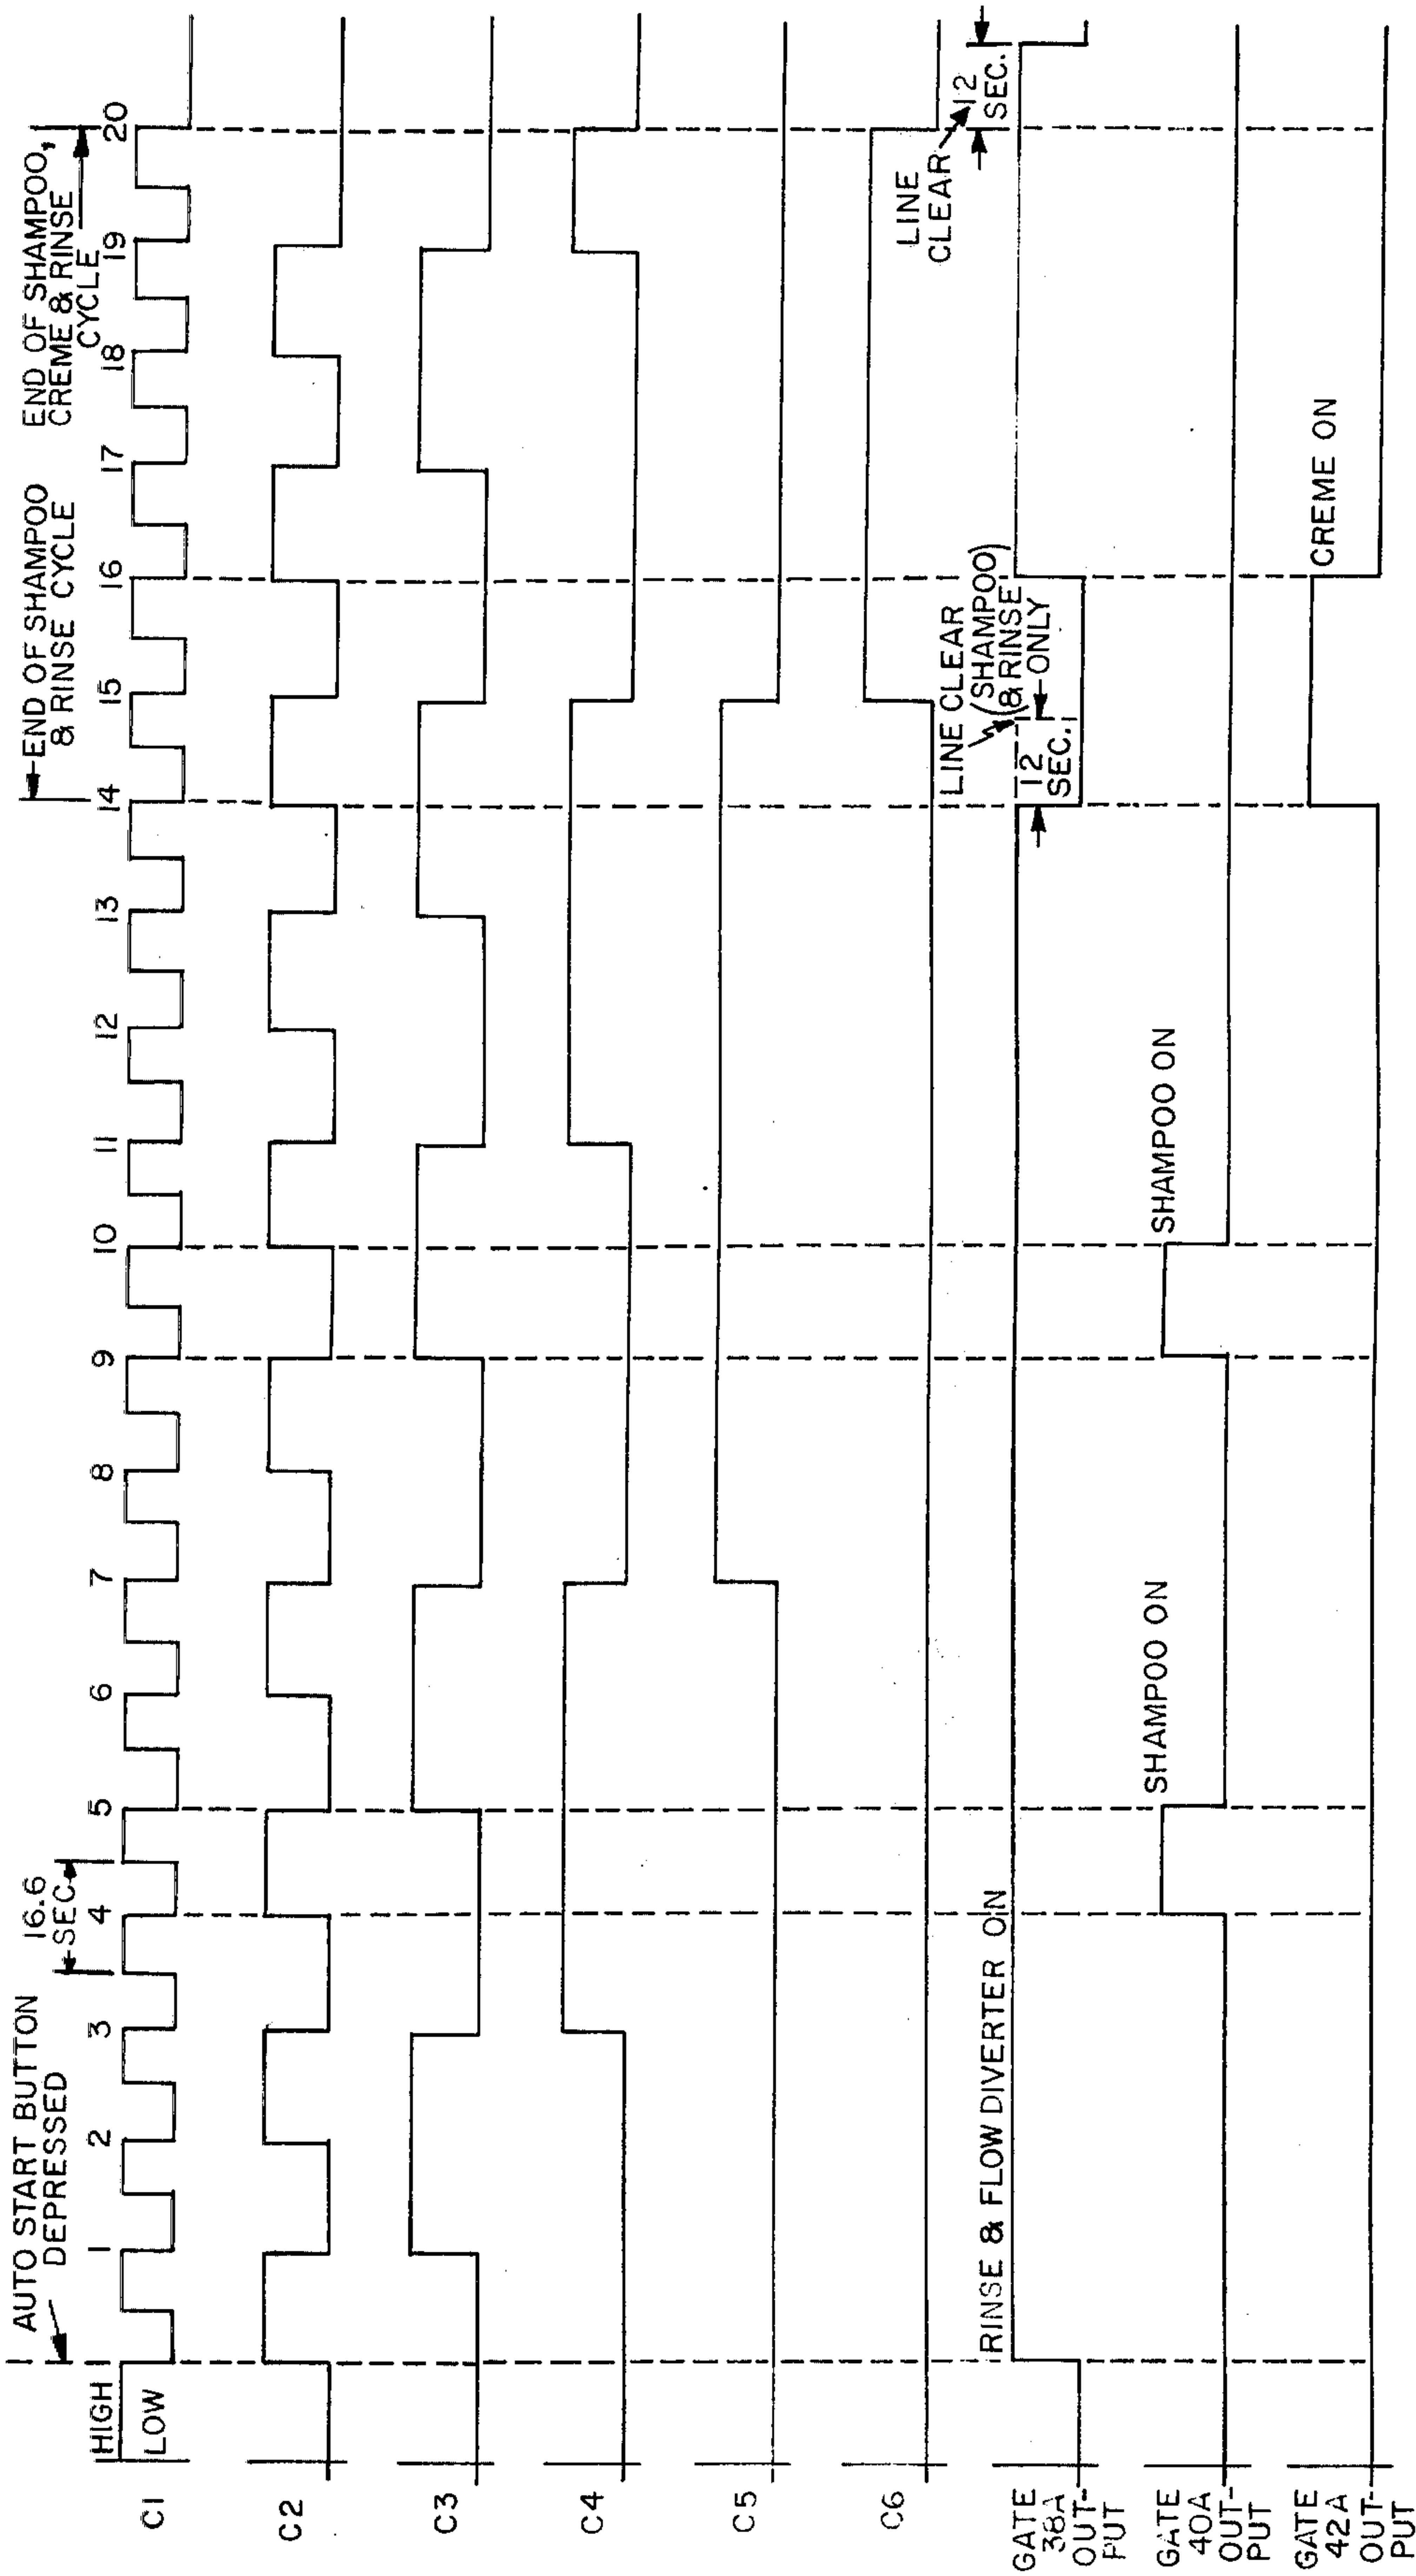 AUTO START BUTTON
DEPRESSED
16.6
SEC.
END OF SHAMPOO
& RINSE CYCLE
END OF SHAMPOO,
CREME & RINSE
CYCLE
HIGH
LOW
1 2 3 4 5 6 7 8 9 10 11 12 13 14 15 16 17 18 19 20
C1
C2
C3
C4
C5
C6
LINE CLEAR
(SHAMPOO)
& RINSE
ONLY
LINE
CLEAR
12
SEC.
12
SEC.
RINSE & FLOW DIVERTER ON
GATE
38A
OUT-
PUT
SHAMPOO ON
SHAMPOO ON
GATE
40A
OUT-
PUT
CREME ON
GATE
42A
OUT-
PUT